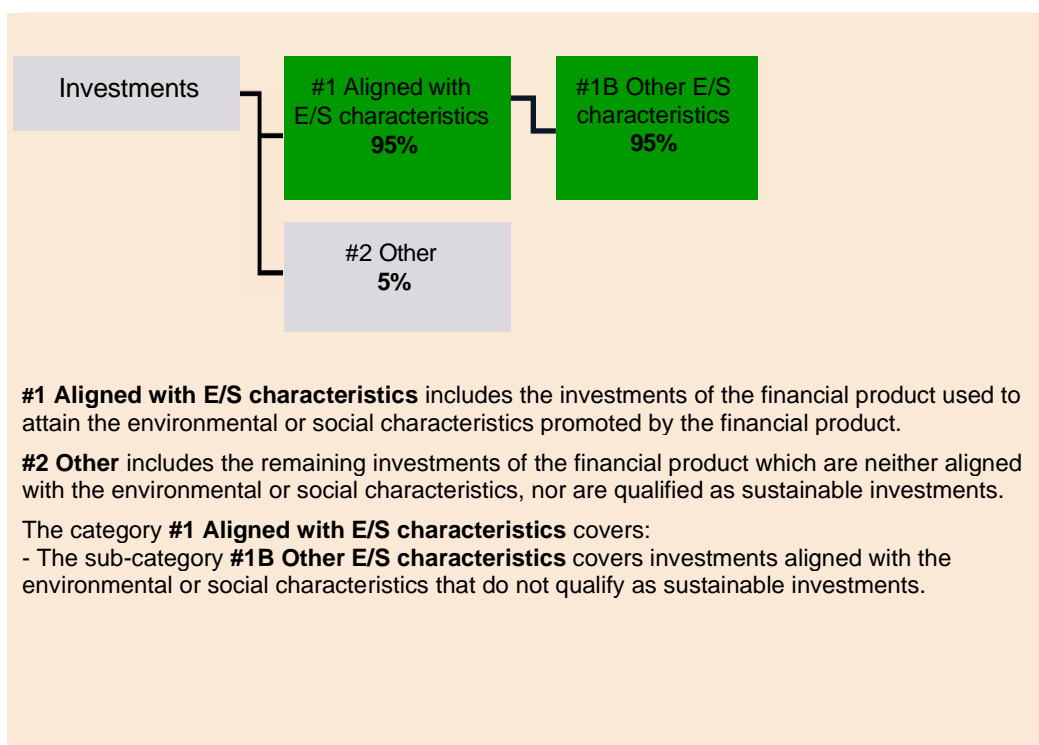 Investments
#1 Aligned with
E/S characteristics
95%
#1B Other E/S
characteristics
95%
#2 Other
5%
#1 Aligned with E/S characteristics includes the investments of the financial product used to
attain the environmental or social characteristics promoted by the financial product.
#2 Other includes the remaining investments of the financial product which are neither aligned
with the environmental or social characteristics, nor are qualified as sustainable investments.
The category #1 Aligned with E/S characteristics covers:
- The sub-category #1B Other E/S characteristics covers investments aligned with the
environmental or social characteristics that do not qualify as sustainable investments.